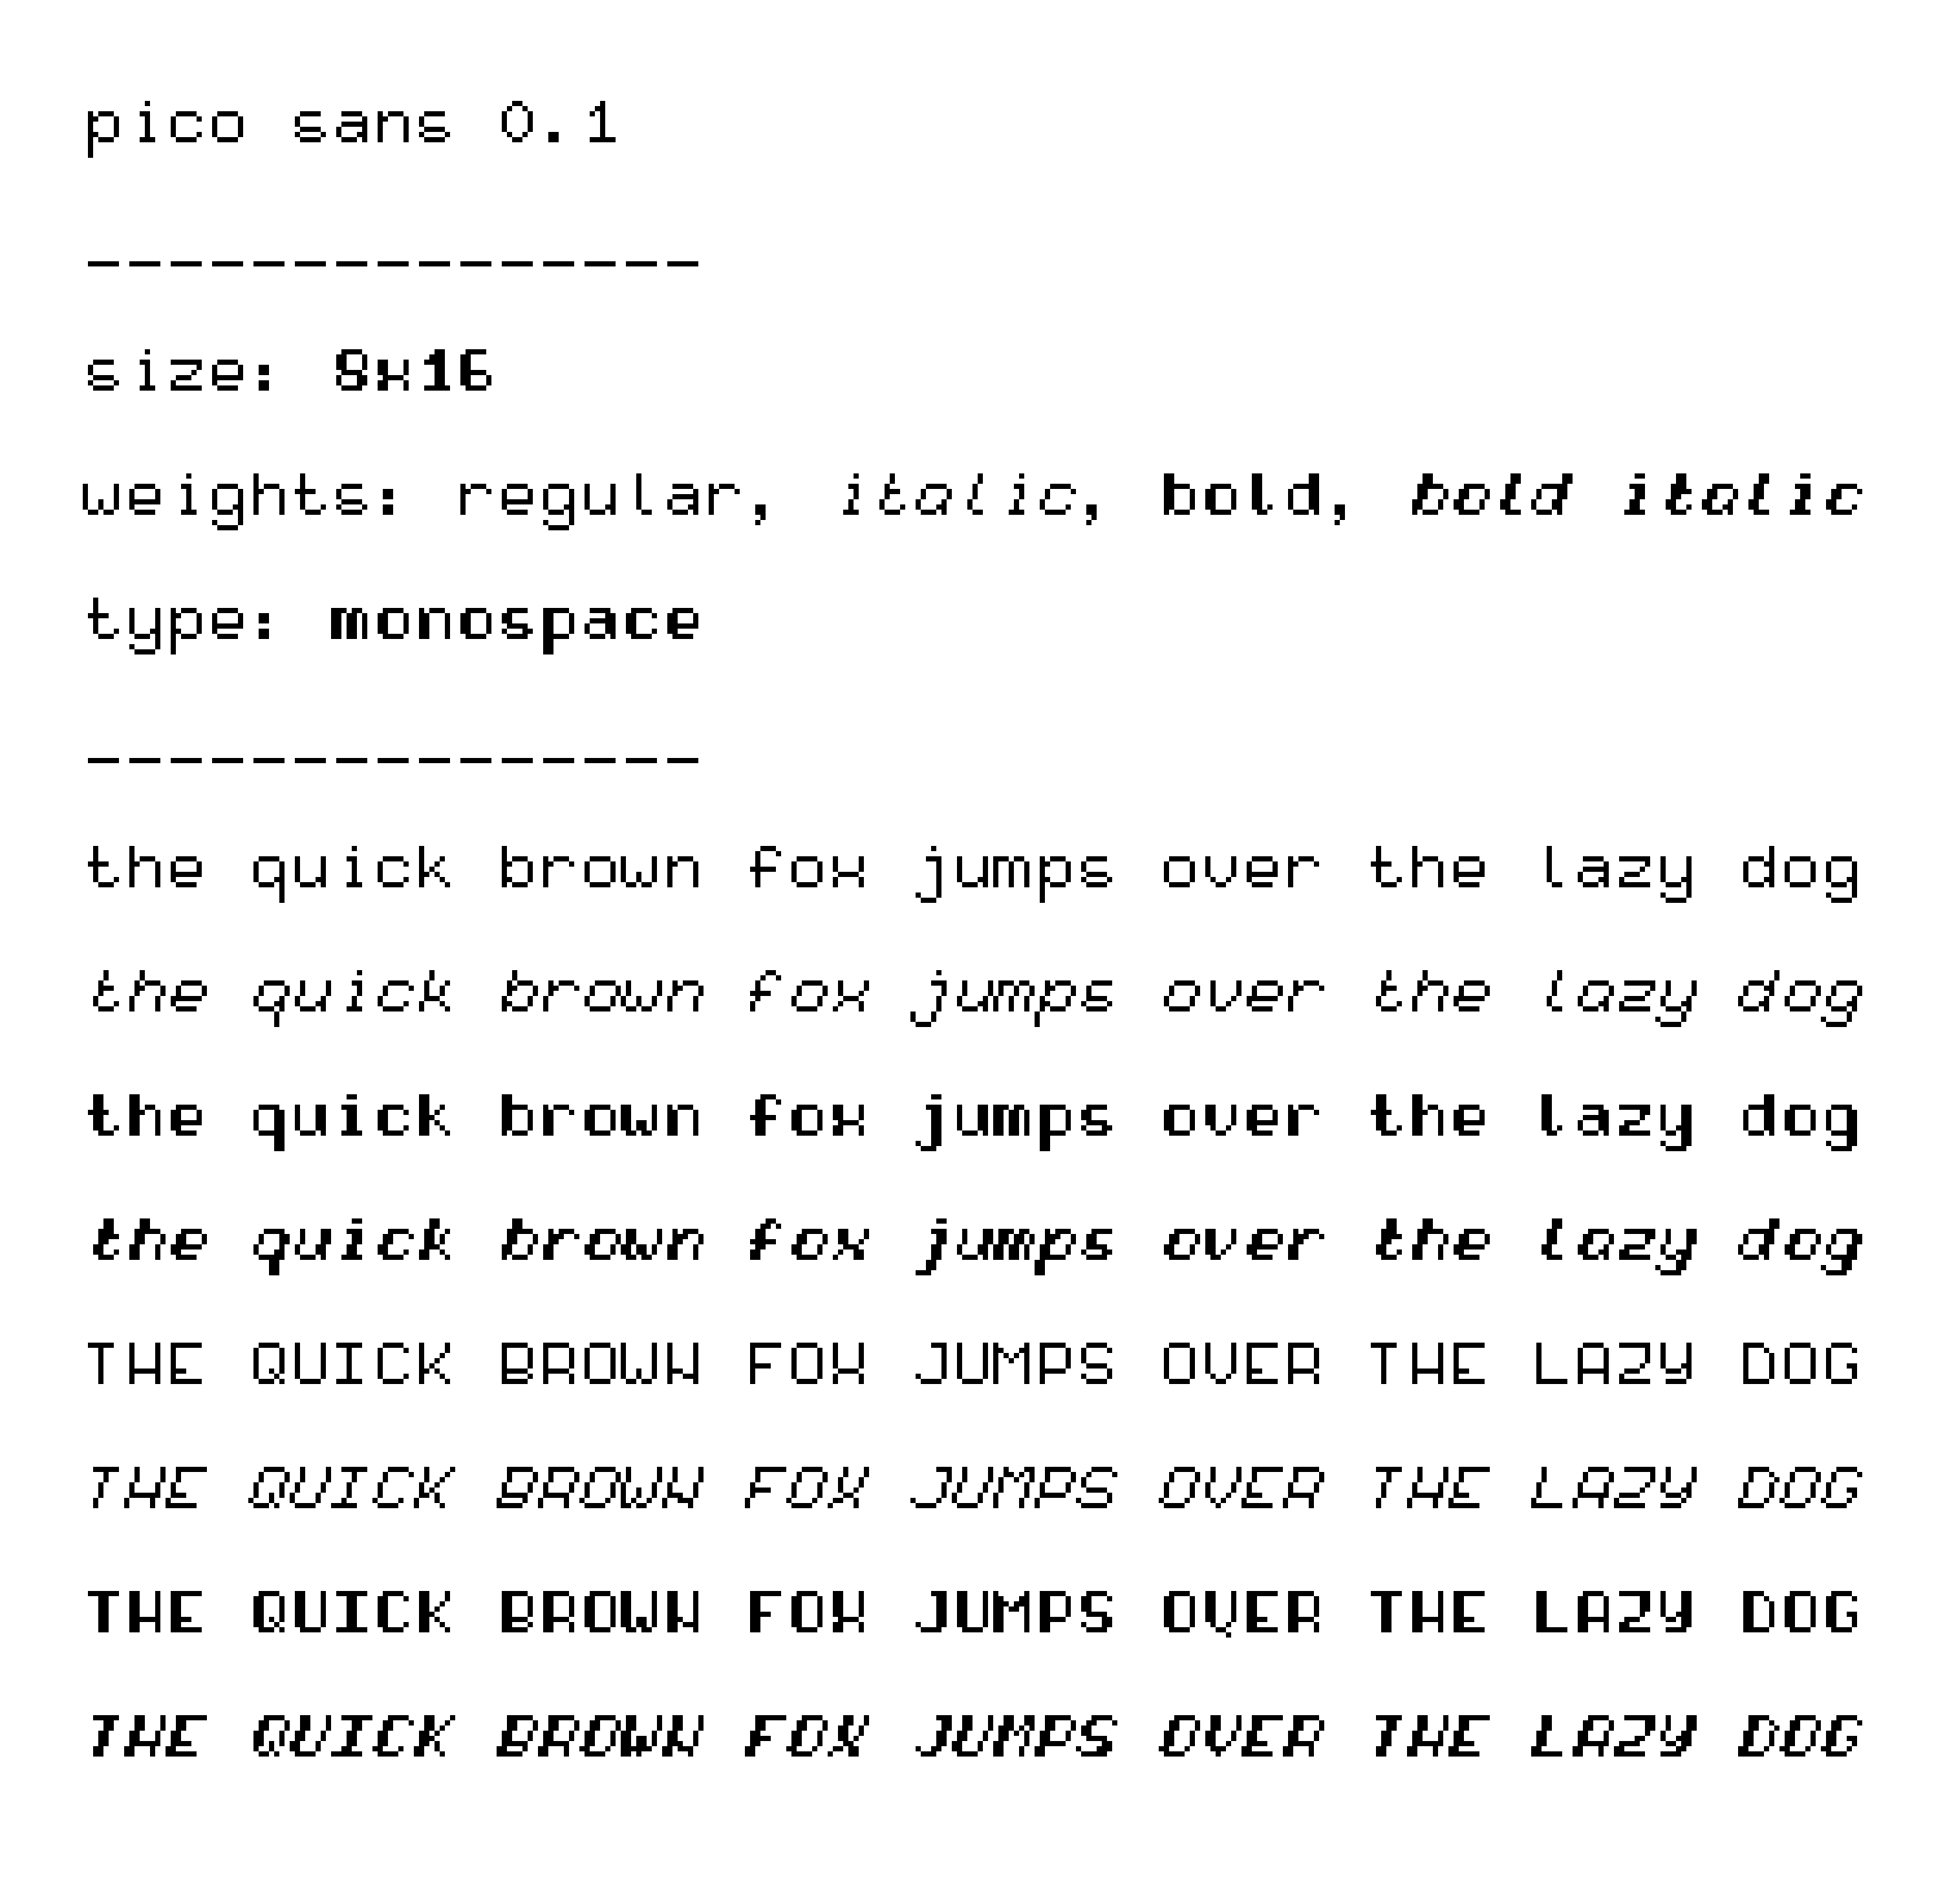 pico sans 0.1
---------------
size: 8x16
weights: regular, italic, bold, bold italic
type: monospace
---------------
the quick brown fox jumps over the lazy dog
the quick brown fox jumps over the lazy dog
the quick brown fox jumps over the lazy dog
the quick brown fox jumps over the lazy dog
THE QUICK BROWN FOX JUMPS OVER THE LAZY DOG
THE QUICK BROWN FOX JUMPS OVER THE LAZY DOG
THE QUICK BROWN FOX JUMPS OVER THE LAZY DOG
THE QUICK BROWN FOX JUMPS OVER THE LAZY DOG